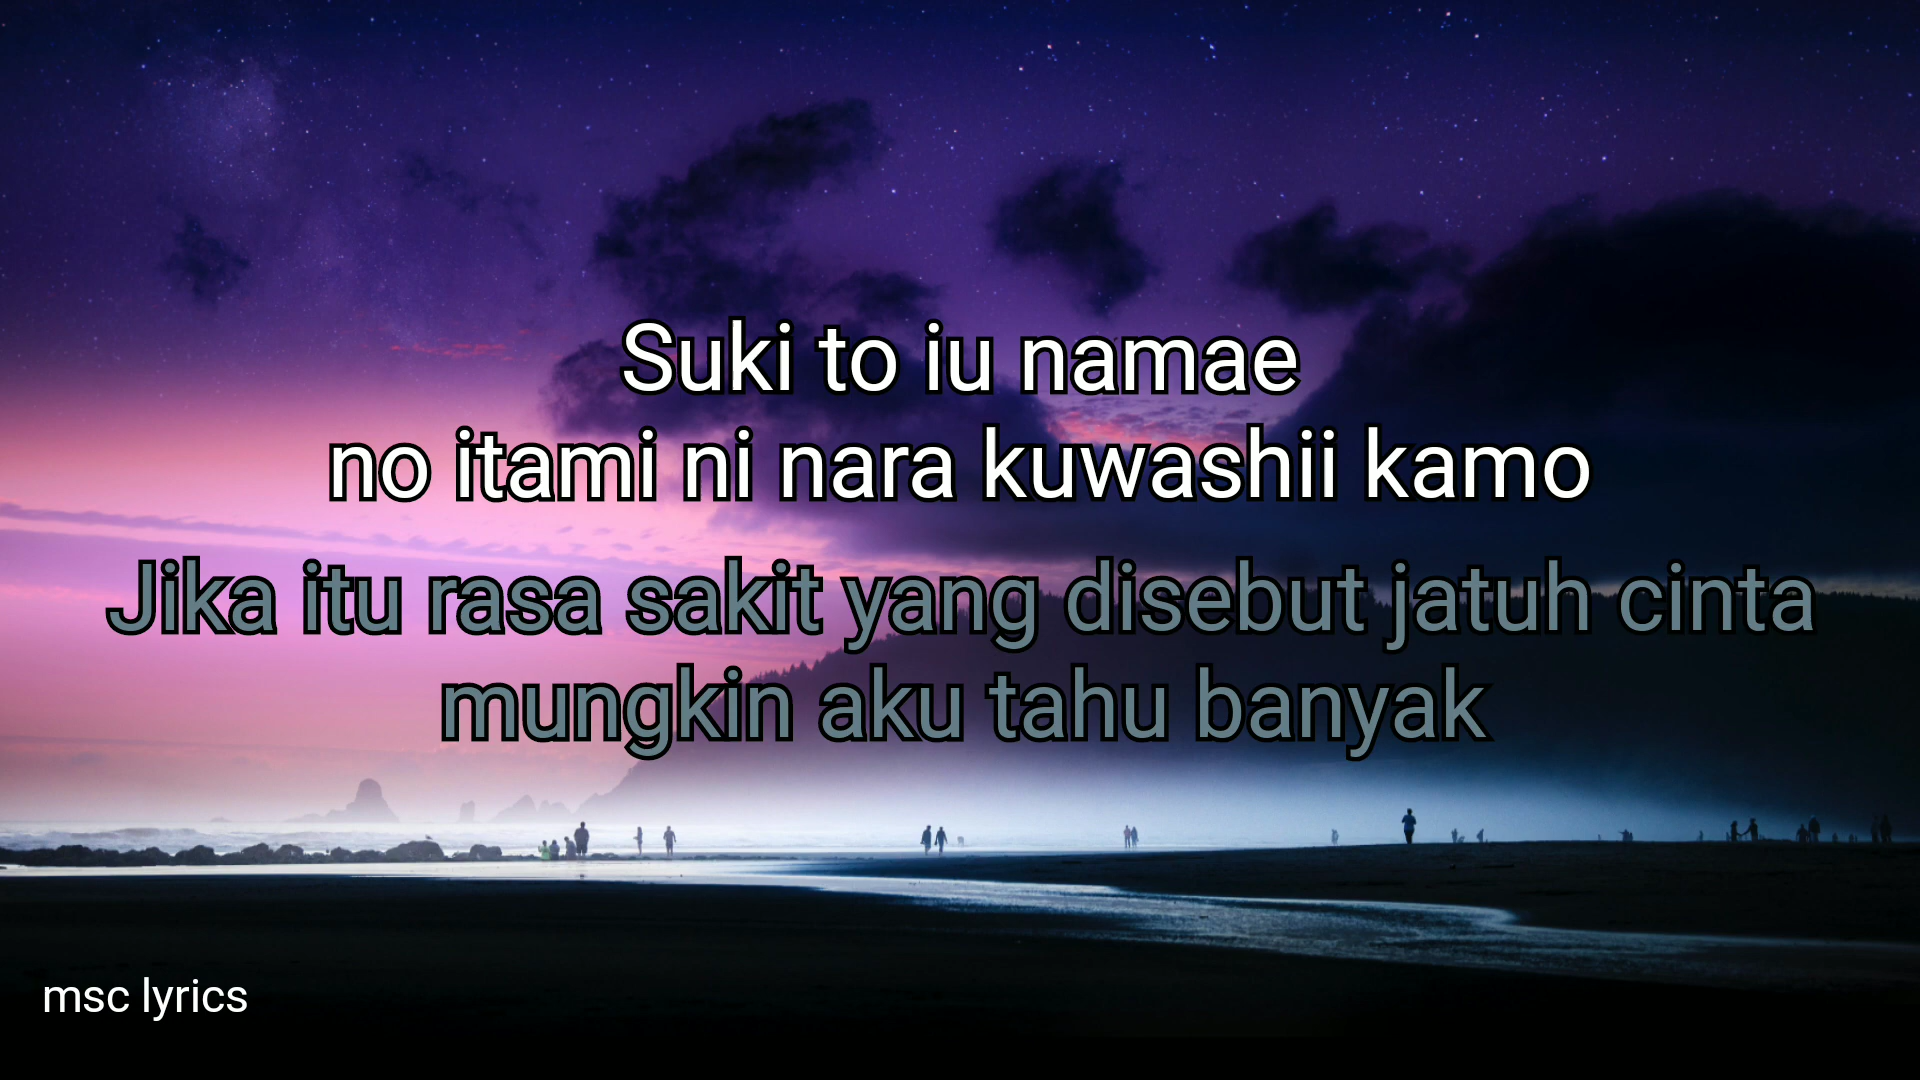 Suki to iu namae
no itami ni nara kuwashii kamo
Jika itu rasa sakit yang disebut jatuh cinta
mungkin aku tahu banyak
msc lyrics